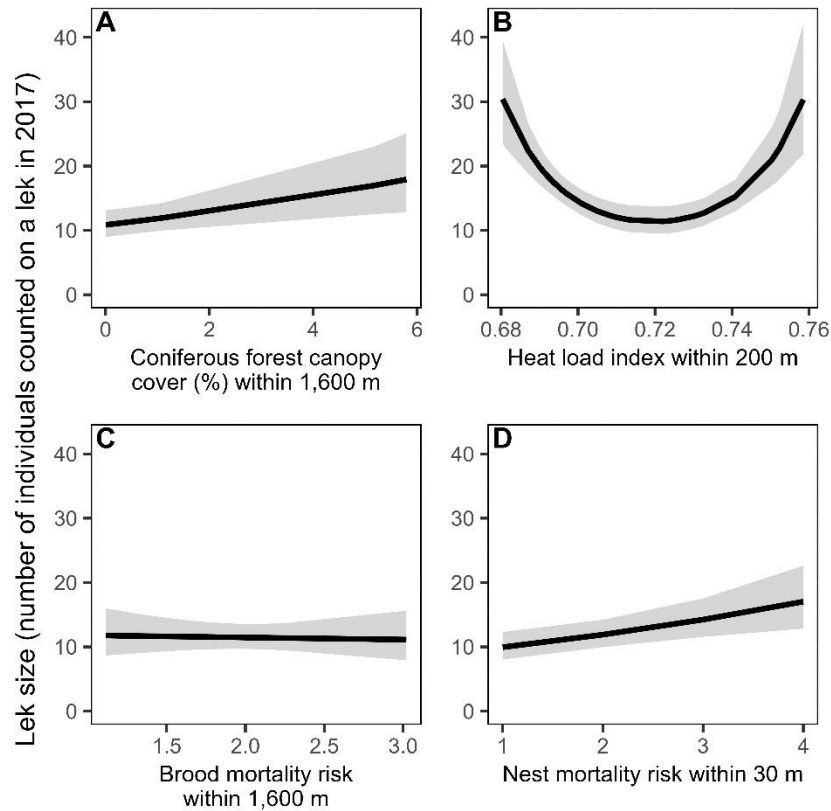 Lek size (number of individuals counted on a lek in 2017)
A
40
30
20
10
0
0 2 4 6
Coniferous forest canopy
cover (%) within 1,600 m
B
40
30
20
10
0
0.68 0.70 0.72 0.74 0.76
Heat load index within 200 m
C
40
30
20
10
0
1.5 2.0 2.5 3.0
Brood mortality risk
within 1,600 m
D
40
30
20
10
0
1 2 3 4
Nest mortality risk within 30 m